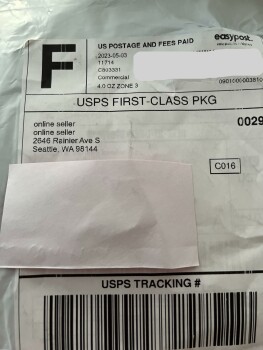 F
US POSTAGE AND FEES PAID
2023-05-03
11714
Commercial
4.0 OZ ZONE 3
easypost
USPS FIRST-CLASS PKG
online seller
online seller
2646 Rainier Ave S
Seattle, WA 98144
0029
C016
USPS TRACKING #